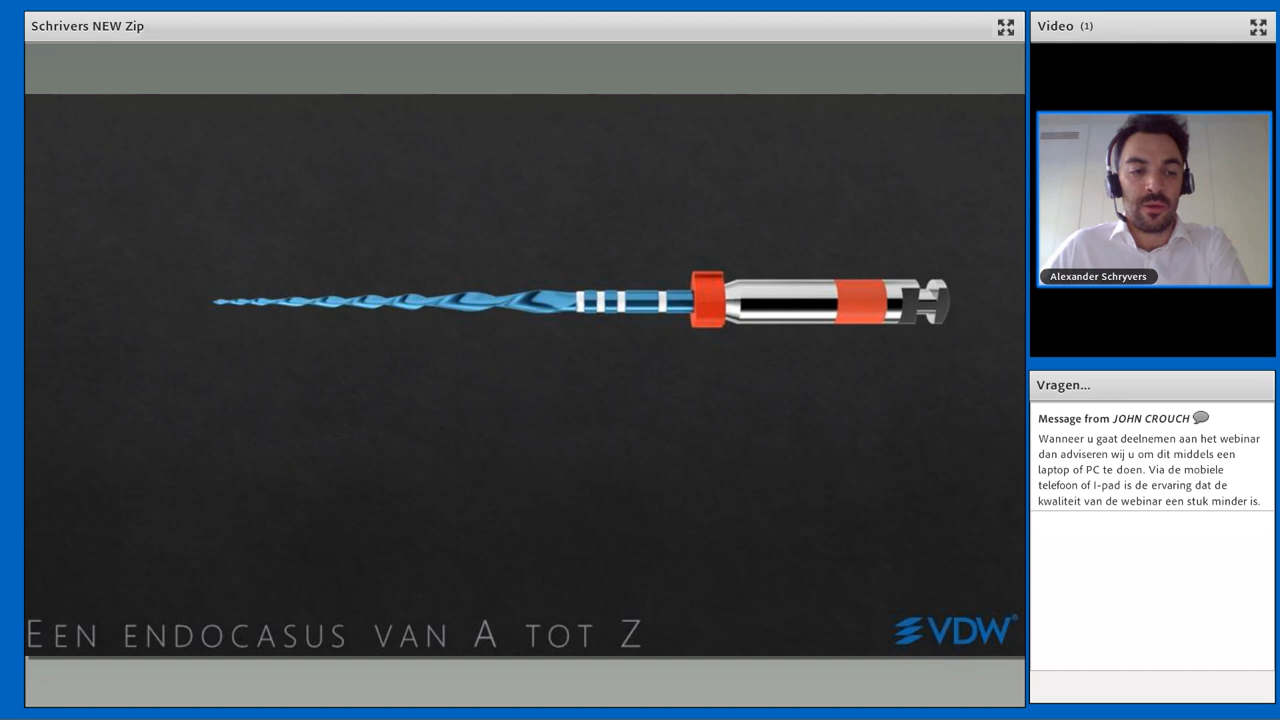 Schrivers NEW Zip
EEN ENDOCASUS VAN A TOT Z
VDW®
Video (1)
Alexander Schryvers
Vragen...
Message from JOHN CROUCH
Wanneer u gaat deelnemen aan het webinar
dan adviseren wij u om dit middels een
laptop of PC te doen. Via de mobiele
telefoon of I-pad is de ervaring dat de
kwaliteit van de webinar een stuk minder is.